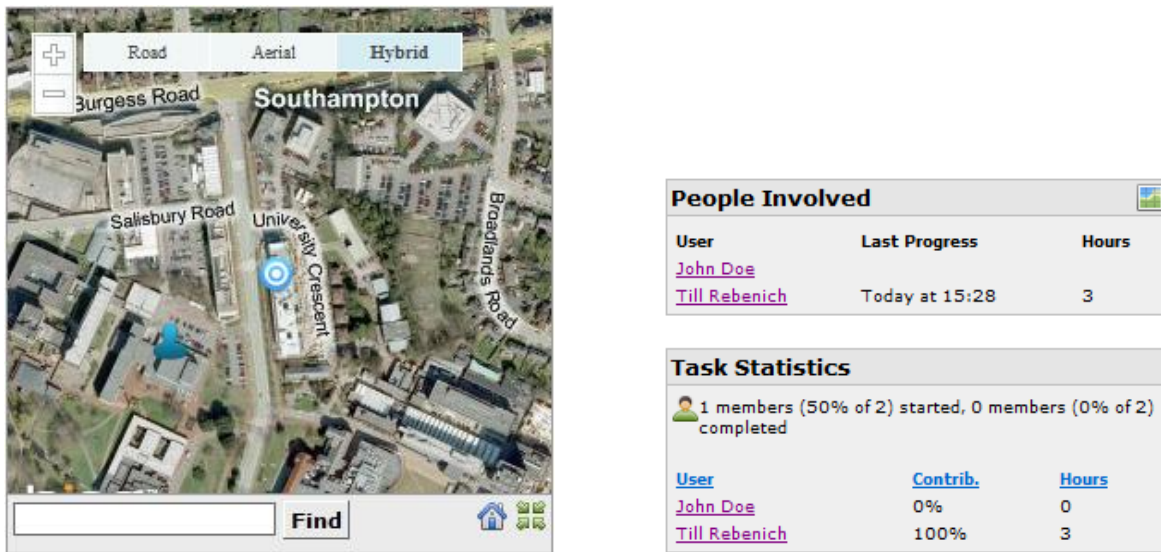 Road Aerial Hybrid
Burgess Road
Southampton
Salisbury Road
University Crescent
Broadlands Road
Find
People Involved
User Last Progress Hours
John Doe
Till Rebenich Today at 15:28 3
Task Statistics
1 members (50% of 2) started, 0 members (0% of 2)
completed
User Contrib. Hours
John Doe 0% 0
Till Rebenich 100% 3